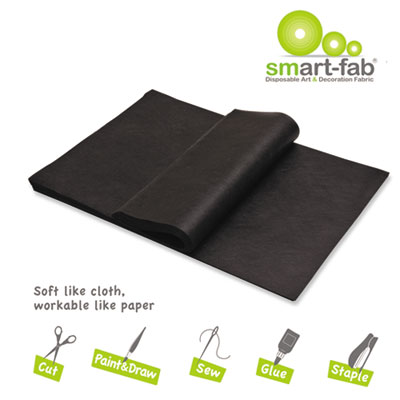 smart-fab®
Disposable Art & Decoration Fabric
Soft like cloth,
workable like paper
Cut
Paint&Draw
Sew
Glue
Staple